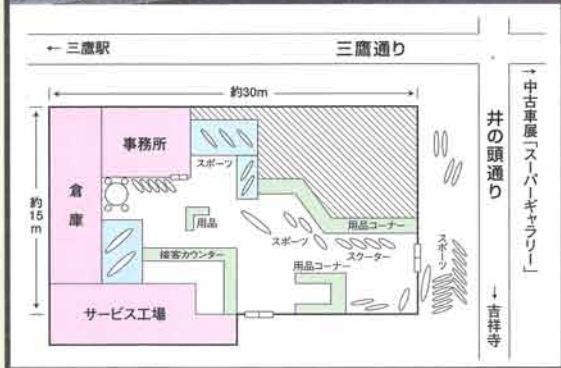 ← 三鷹駅
三鷹通り
約30m
約15m
事務所
倉庫
スポーツ
用品
接客カウンター
用品コーナー
スポーツ
スクーター
用品コーナー
サービス工場
スポーツ
井の頭通り
→ 中古車展「スーパーギャラリー」
→ 吉祥寺